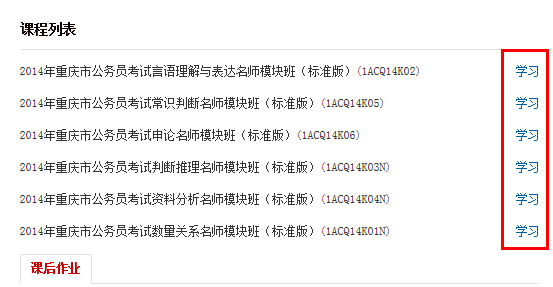 课程列表
2014年重庆市公务员考试言语理解与表达名师模块班（标准版）(1ACQ14K02) 学习
2014年重庆市公务员考试常识判断名师模块班（标准版）(1ACQ14K05) 学习
2014年重庆市公务员考试申论名师模块班（标准版）(1ACQ14K06) 学习
2014年重庆市公务员考试判断推理名师模块班（标准版）(1ACQ14K03N) 学习
2014年重庆市公务员考试资料分析名师模块班（标准版）(1ACQ14K04N) 学习
2014年重庆市公务员考试数量关系名师模块班（标准版）(1ACQ14K01N) 学习
课后作业